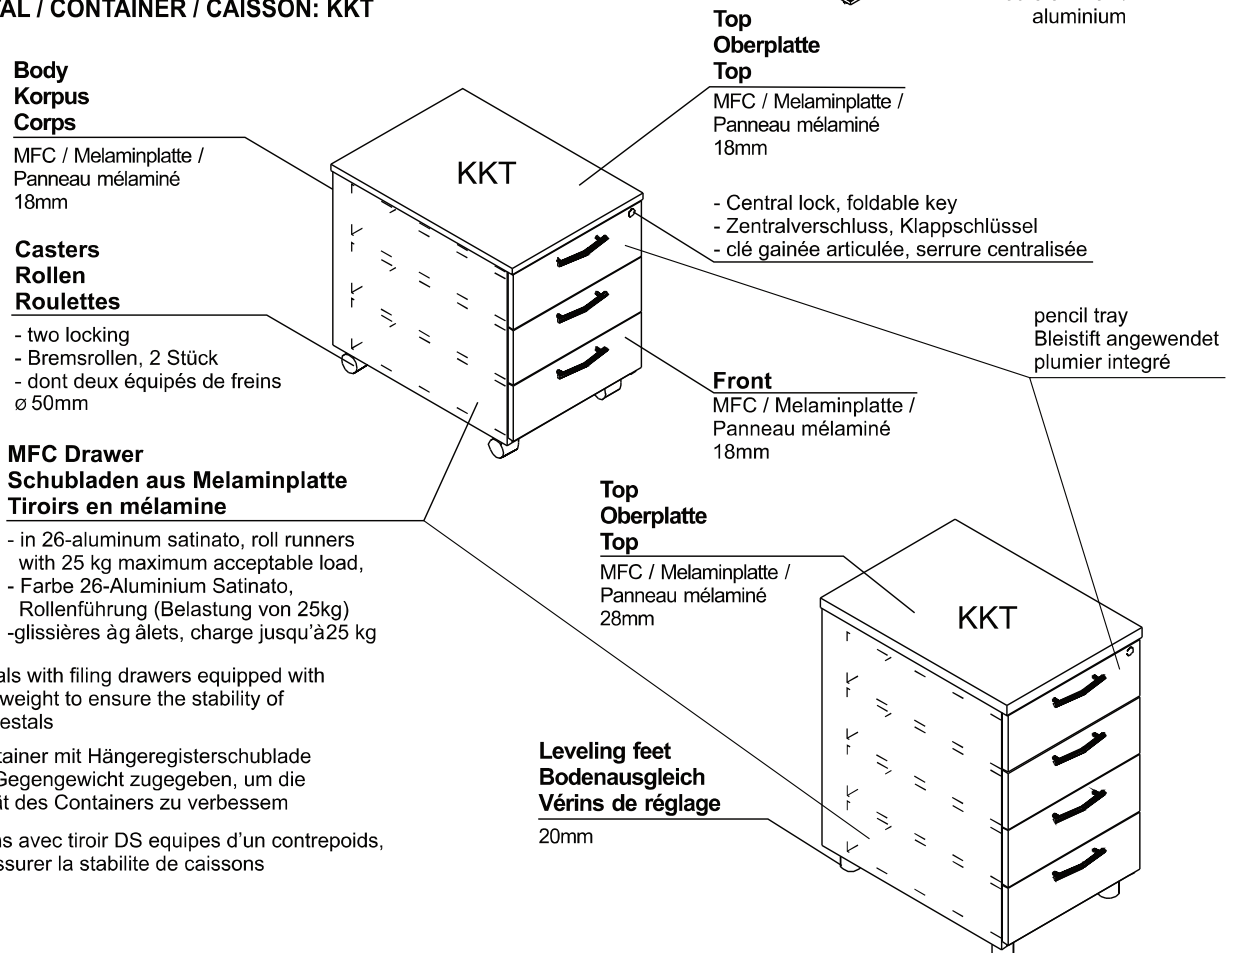 / CONTAINER / CAISSON: KKT
aluminium
Body
Korpus
Corps
MFC / Melaminplatte /
Panneau mélaminé
18mm
Top
Oberplatte
Top
MFC / Melaminplatte /
Panneau mélaminé
18mm
KKT
- Central lock, foldable key
- Zentralverschluss, Klappschlüssel
- clé gainée articulée, serrure centralisée
Casters
Rollen
Roulettes
- two locking
- Bremsrollen, 2 Stück
- dont deux équipés de freins
ø 50mm
pencil tray
Bleistift angewendet
plumier integré
Front
MFC / Melaminplatte /
Panneau mélaminé
18mm
MFC Drawer
Schubladen aus Melaminplatte
Tiroirs en mélamine
- in 26-aluminum satinato, roll runners
with 25 kg maximum acceptable load,
- Farbe 26-Aluminium Satinato,
Rollenführung (Belastung von 25kg)
-glissières àg âlets, charge jusqu’à25 kg
Top
Oberplatte
Top
MFC / Melaminplatte /
Panneau mélaminé
28mm
KKT
als with filing drawers equipped with
weight to ensure the stability of
estals
tainer mit Hängeregisterschublade
Gegengewicht zugegeben, um die
ät des Containers zu verbessem
ns avec tiroir DS equipes d’un contrepoids,
ssurer la stabilite de caissons
Leveling feet
Bodenausgleich
Vérins de réglage
20mm